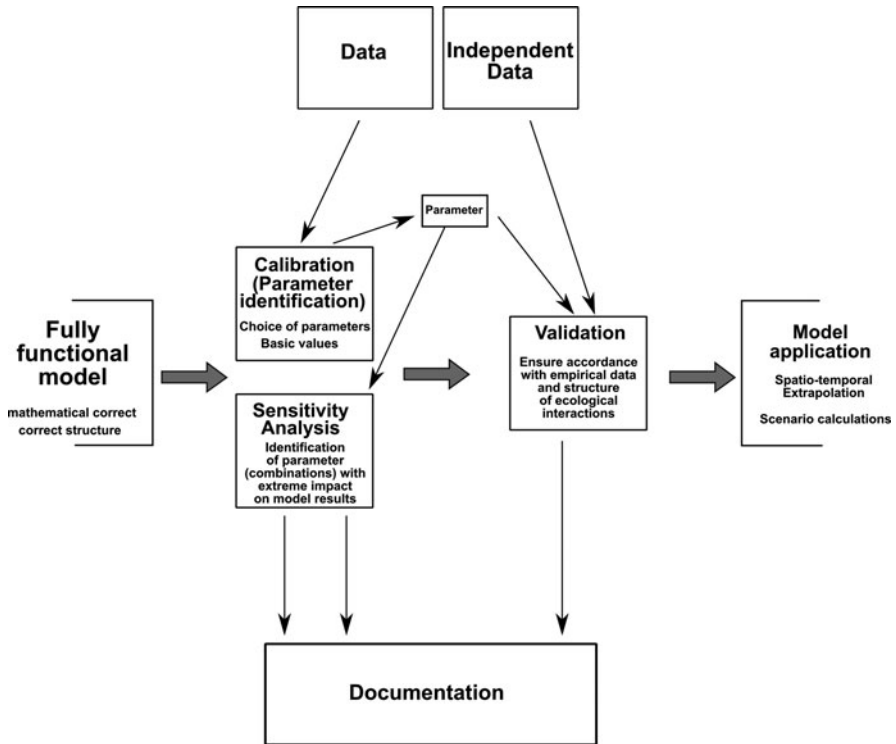 Data
Independent
Data
Parameter
Calibration
(Parameter
identification)
Choice of parameters
Basic values
Fully
functional
model
mathematical correct
correct structure
Sensitivity
Analysis
Identification
of parameter
(combinations) with
extreme impact
on model results
Validation
Ensure accordance
with empirical data
and structure
of ecological
interactions
Model
application
Spatio-temporal
Extrapolation
Scenario calculations
Documentation